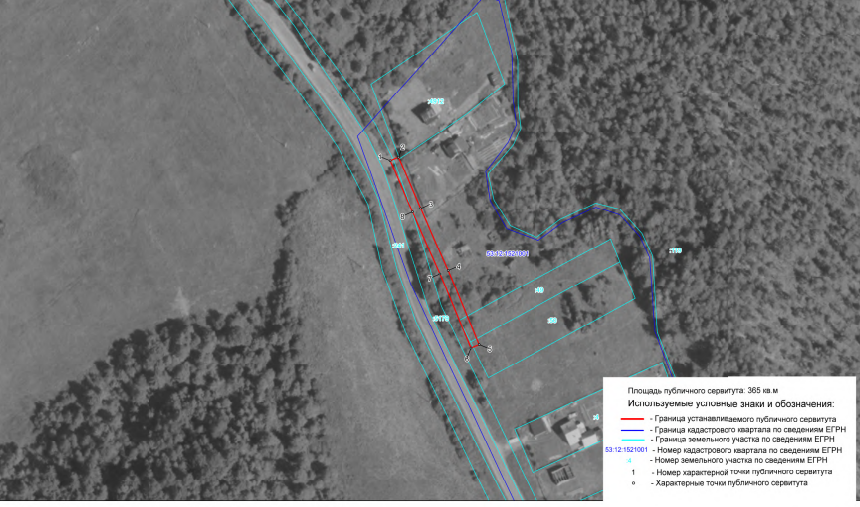 2
1
3
8
53:12:1521001
4
7
5
6
Площадь публичного сервитута: 365 кв.м
Используемые условные знаки и обозначения:
- Граница устанавливаемого публичного сервитута
- Граница кадастрового квартала по сведениям ЕГРН
- Граница земельного участка по сведениям ЕГРН
53:12:1521001 - Номер кадастрового квартала по сведениям ЕГРН
- Номер земельного участка по сведениям ЕГРН
1 - Номер характерной точки публичного сервитута
- Характерные точки публичного сервитута